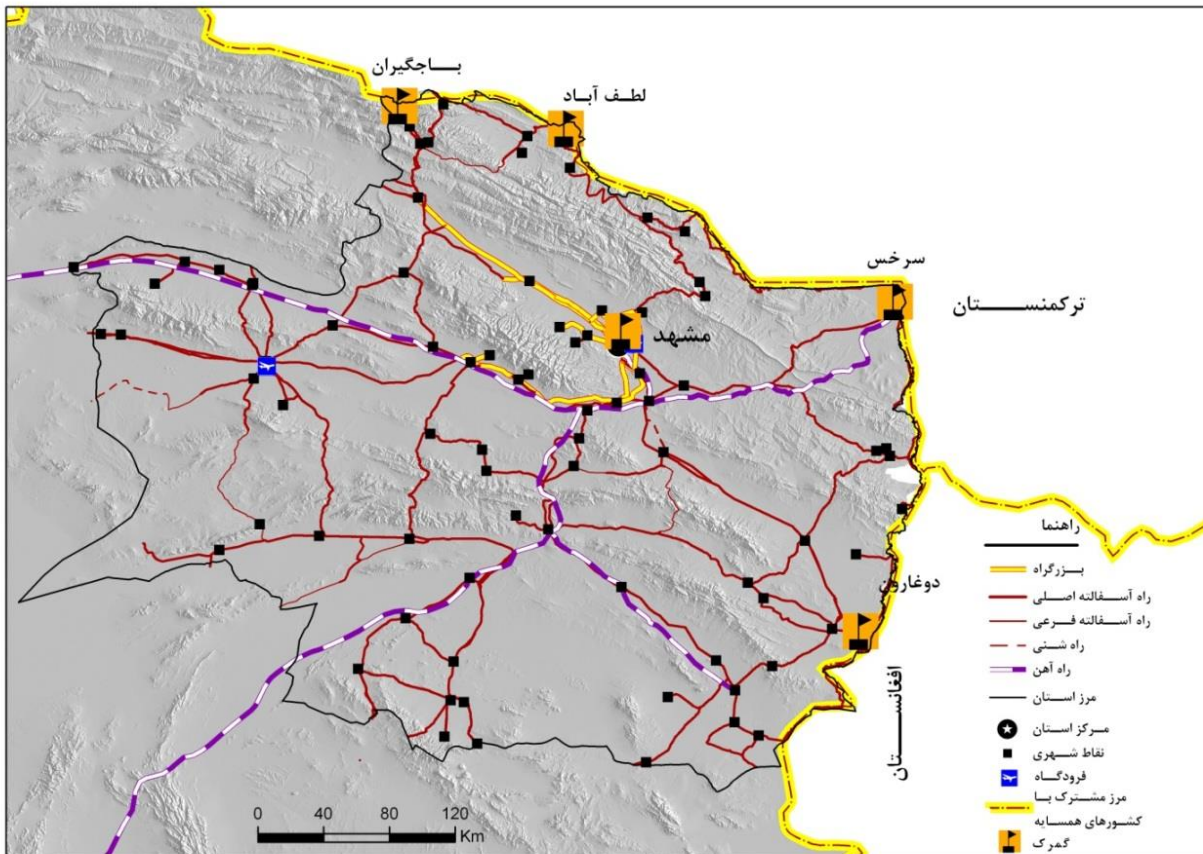 باجگیران
لطف آباد
سرخس
ترکمنستان
مشهد
دوغارون
افغانستان
راهنما
بزرگراه
راه آسفالته اصلی
راه آسفالته فرعی
راه شنی
راه آهن
مرز استان
مرکز استان
نقاط شهری
فرودگاه
مرز مشترک با
کشورهای همسایه
گمرک
0 40 80 120
Km